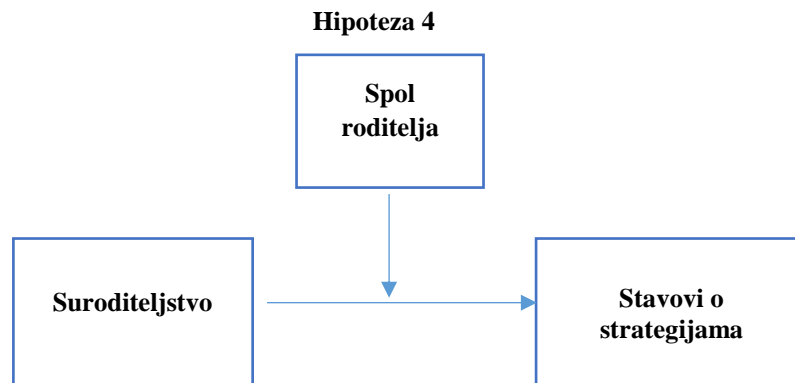 Hipoteza 4
Spol
roditelja
Suroditeljstvo
Stavovi o
strategijama